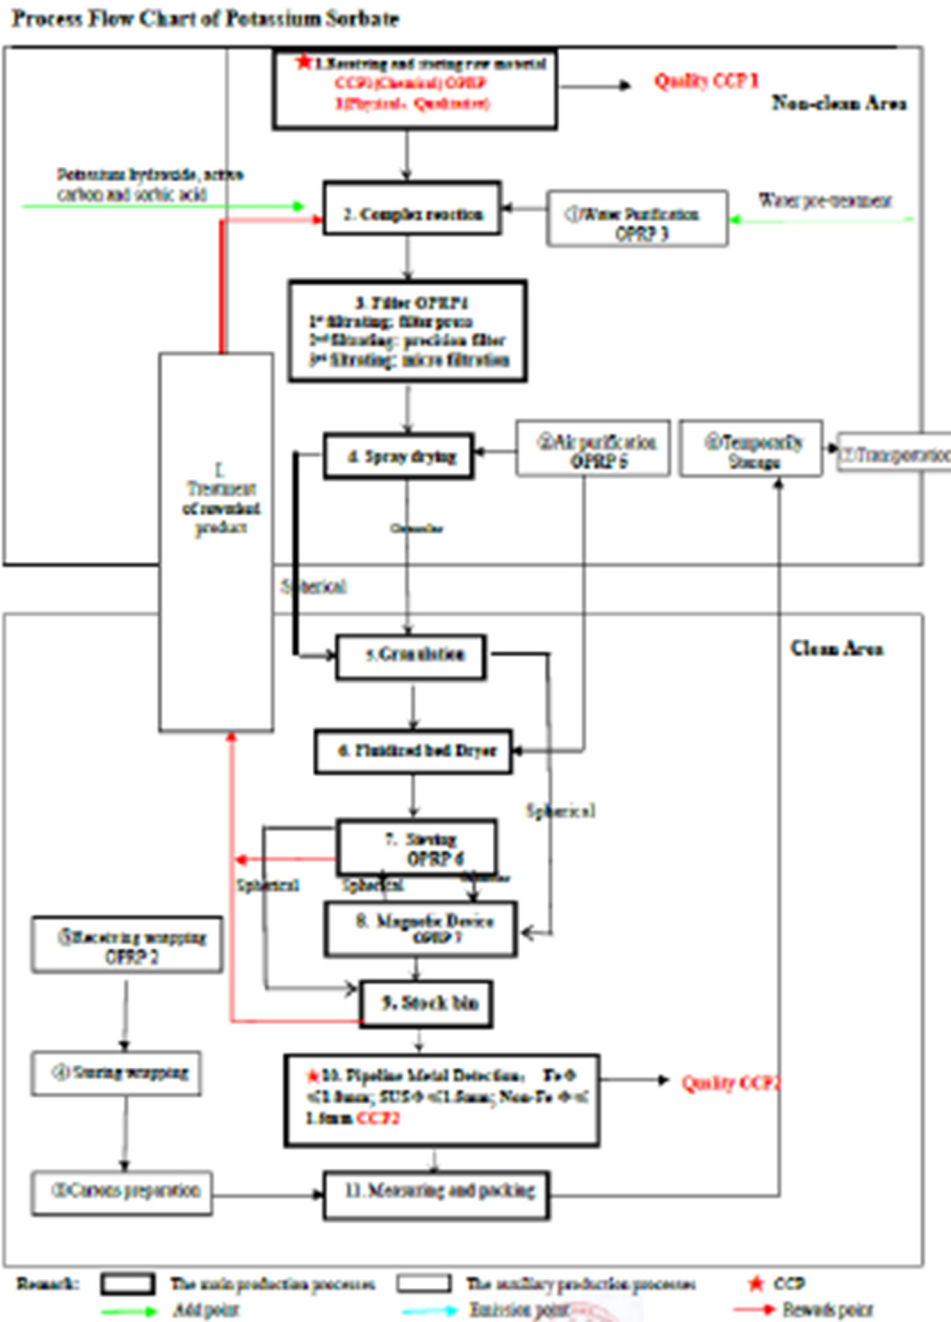 Process Flow Chart of Potassium Sorbate
★1.Receiving and storing raw material
CCP1(Chemical) OPRP
1(Physical、Qualitative)
Quality CCP 1
Non-clean Area
Potassium hydroxide, active
carbon and sorbic acid
2. Complex reaction
①Water Purification
OPRP 3
Water pre-treatment
3. Filter OPRP4
1st filtrating: filter press
2nd filtrating: precision filter
3rd filtrating: micro filtration
4. Spray drying
②Air purification
OPRP 5
⑥Temporarily
Storage
⑦Transportation
I.
Treatment
of reworked
product
Granular
Spherical
Clean Area
5.Granulation
6. Fluidized bed Dryer
Spherical
7. Sieving
OPRP 6
Spherical
Spherical
8. Magnetic Device
OPRP 7
③Receiving wrapping
OPRP 2
9. Stock bin
④Storing wrapping
★10. Pipeline Metal Detection: Fe Φ
≤1.0mm; SUS Φ ≤1.5mm; Non-Fe Φ ≤
CCP2
Quality CCP2
⑤Cartons preparation
11. Measuring and packing
Remark:
The main production processes
The auxiliary production processes
★ CCP
Add point
Emission point
Rework point